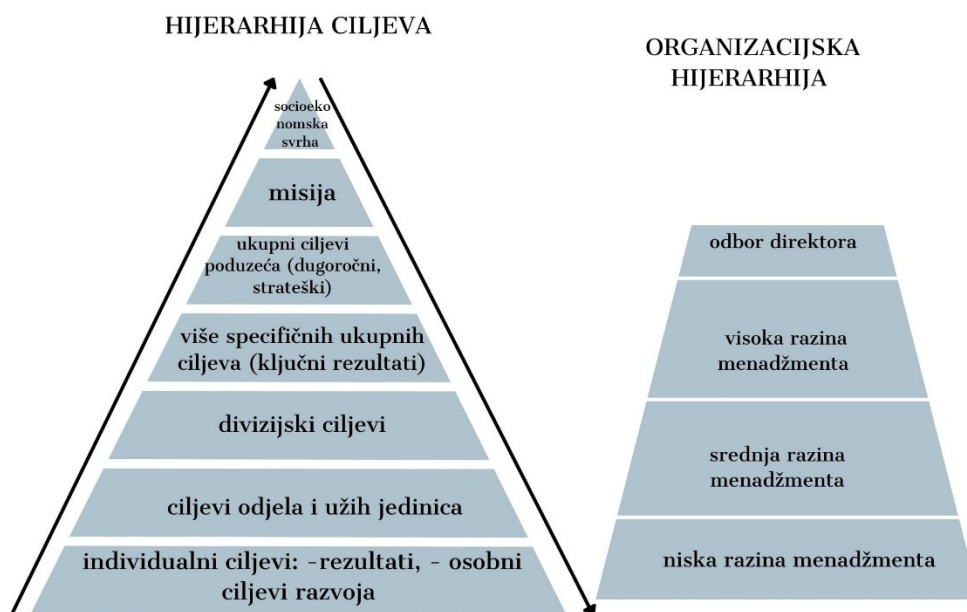 HIJERARHIJA CILJEVA
socioeko
nomska
svrha
misija
ukupni ciljevi
poduzeća (dugoročni,
strateški)
više specifičnih ukupnih
ciljeva (ključni rezultati)
divizijski ciljevi
ciljevi odjela i užih jedinica
individualni ciljevi: -rezultati, - osobni
ciljevi razvoja
ORGANIZACIJSKA
HIJERARHIJA
odbor direktora
visoka razina
menadžmenta
srednja razina
menadžmenta
niska razina menadžmenta